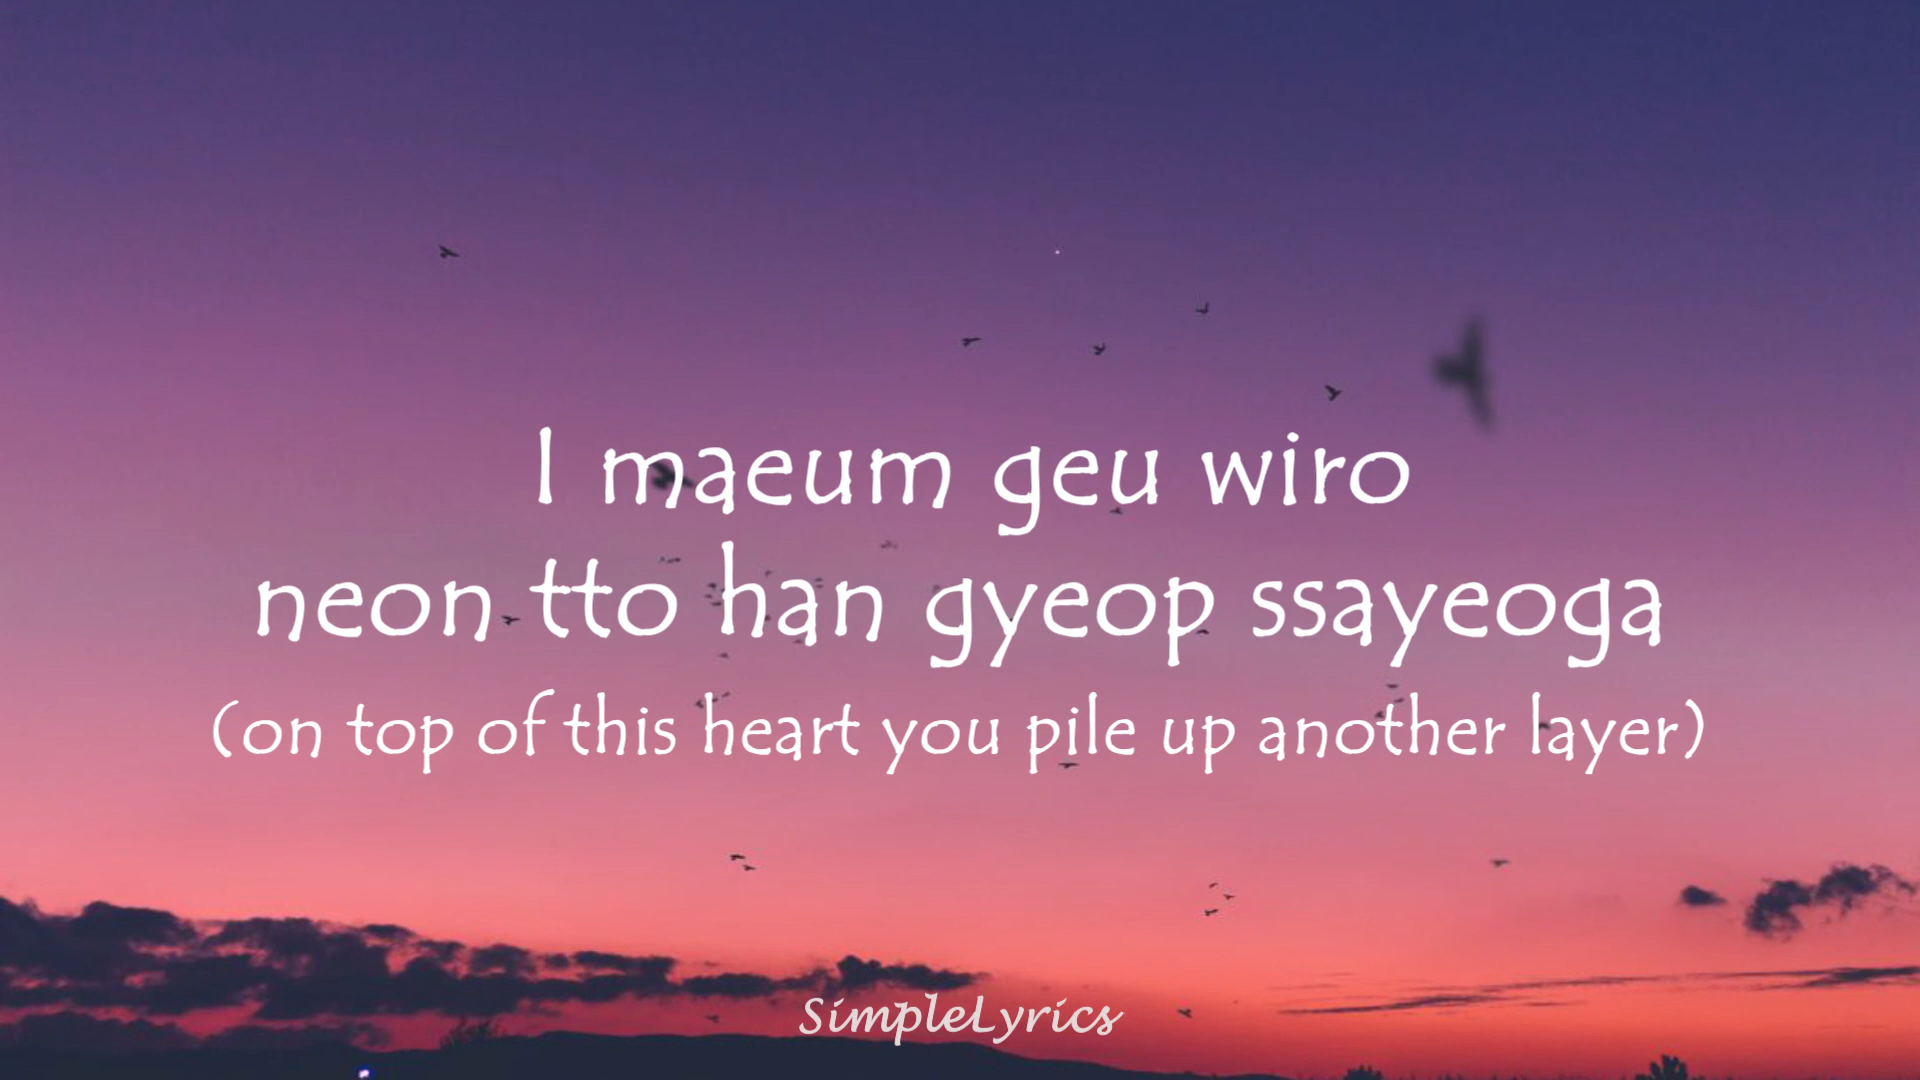 I maeum geu wiro
neon tto han gyeop ssayeoga
(on top of this heart you pile up another layer)
SimpleLyrics